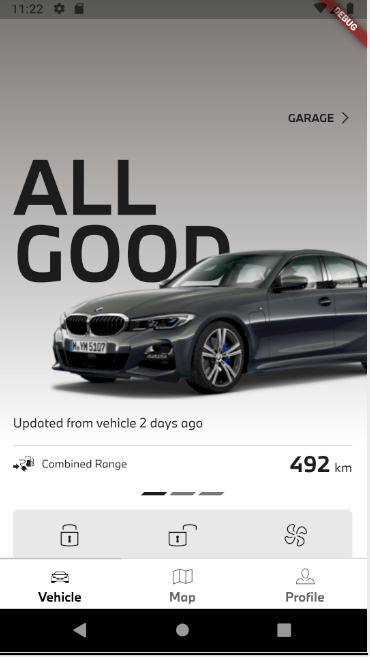 11:22
DEBUG
GARAGE
ALL
GOOD
M·YM 5107
Updated from vehicle 2 days ago
Combined Range
492 km
Vehicle
Map
Profile